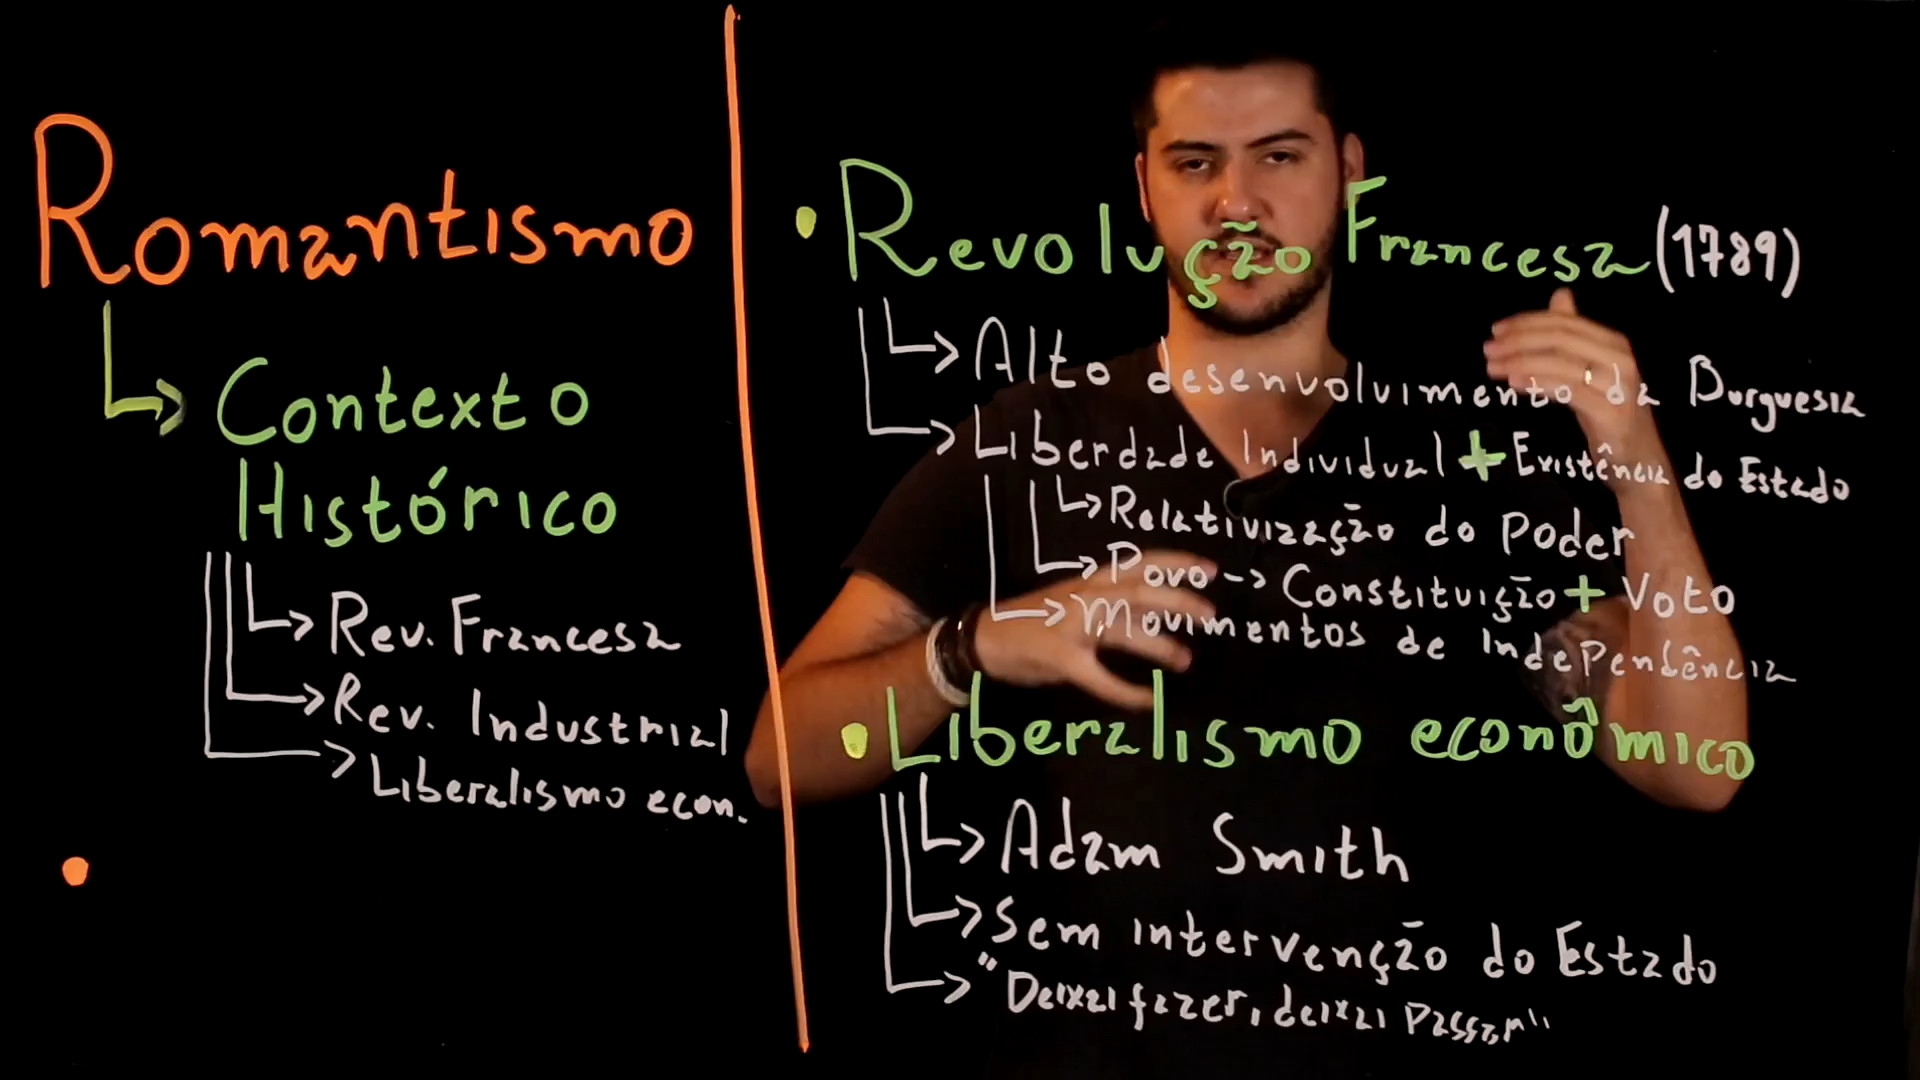 Romantismo
Contexto
Histórico
Rev. Francesa
Rev. Industrial
Liberalismo econ.
Revolução Francesa (1789)
Alto desenvolvimento da Burguesia
Liberdade Individual + Existência do Estado
Relativização do Poder
Povo -> Constituição + Voto
Movimentos de Independência
Liberalismo econômico
Adam Smith
Sem intervenção do Estado
"Deixai fazer, deixai Passar"